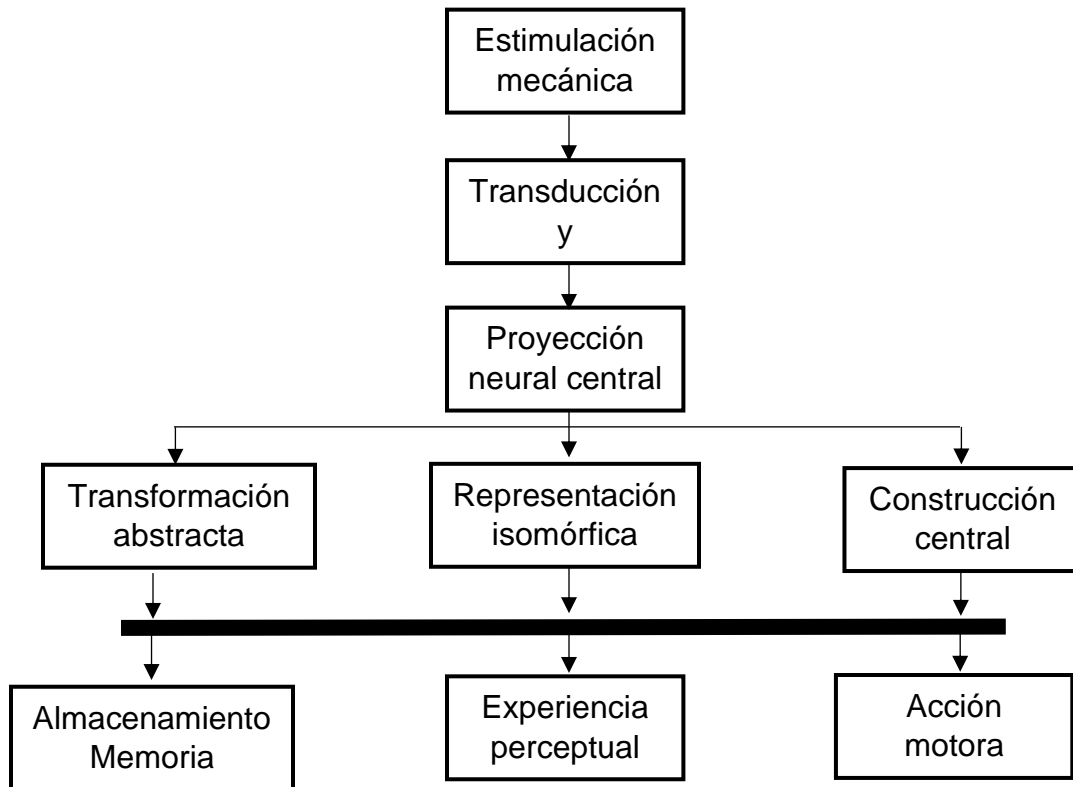 Estimulación
mecánica
Transducción
y
Proyección
neural central
Transformación
abstracta
Representación
isomórfica
Construcción
central
Almacenamiento
Memoria
Experiencia
perceptual
Acción
motora